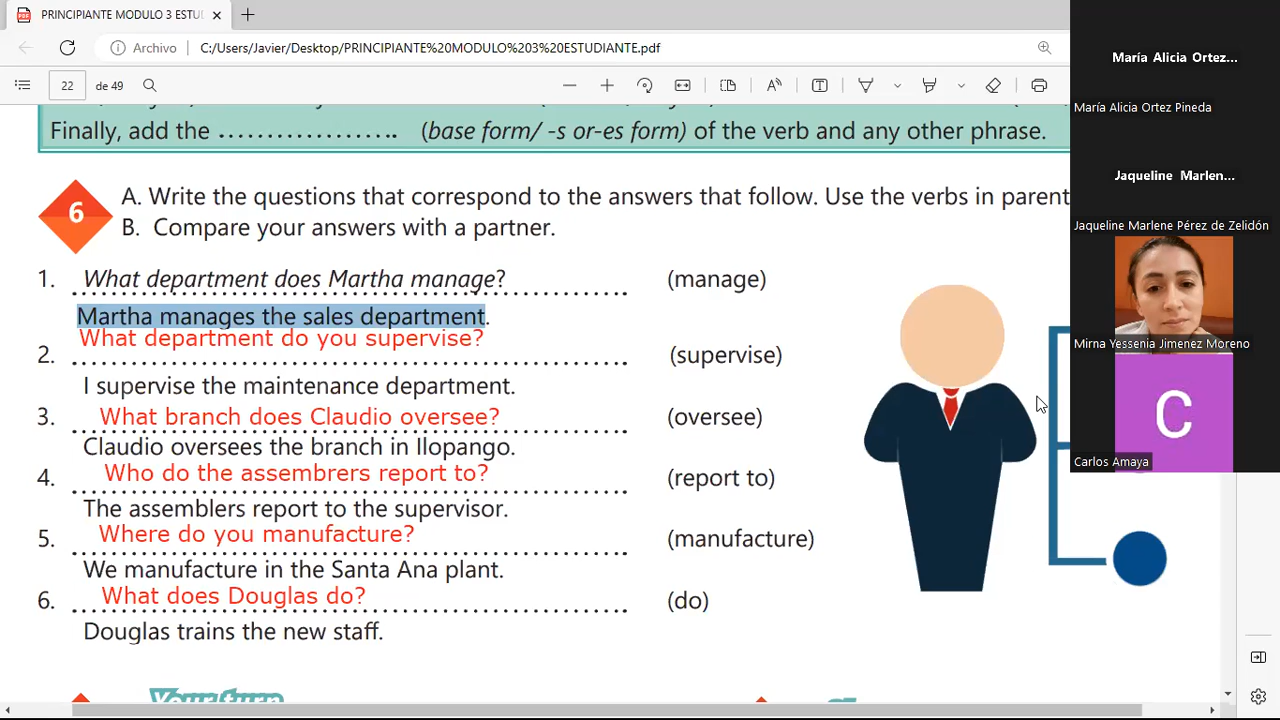 PRINCIPIANTE MODULO 3 ESTU
Archivo
C:/Users/Javier/Desktop/PRINCIPIANTE%20MODULO%203%20ESTUDIANTE.pdf
22
de 49
Finally, add the ………………. (base form/ -s or-es form) of the verb and any other phrase.
6
A. Write the questions that correspond to the answers that follow. Use the verbs in parent
B. Compare your answers with a partner.
1. What department does Martha manage? (manage)
Martha manages the sales department.
What department do you supervise?
2. (supervise)
I supervise the maintenance department.
3. What branch does Claudio oversee? (oversee)
Claudio oversees the branch in Ilopango.
Who do the assembrers report to?
4. (report to)
The assemblers report to the supervisor.
5. Where do you manufacture? (manufacture)
We manufacture in the Santa Ana plant.
6. What does Douglas do? (do)
Douglas trains the new staff.
Your turn
María Alicia Ortez...
María Alicia Ortez Pineda
Jaqueline Marlen...
Jaqueline Marlene Pérez de Zelidón
Mirna Yessenia Jimenez Moreno
C
Carlos Amaya